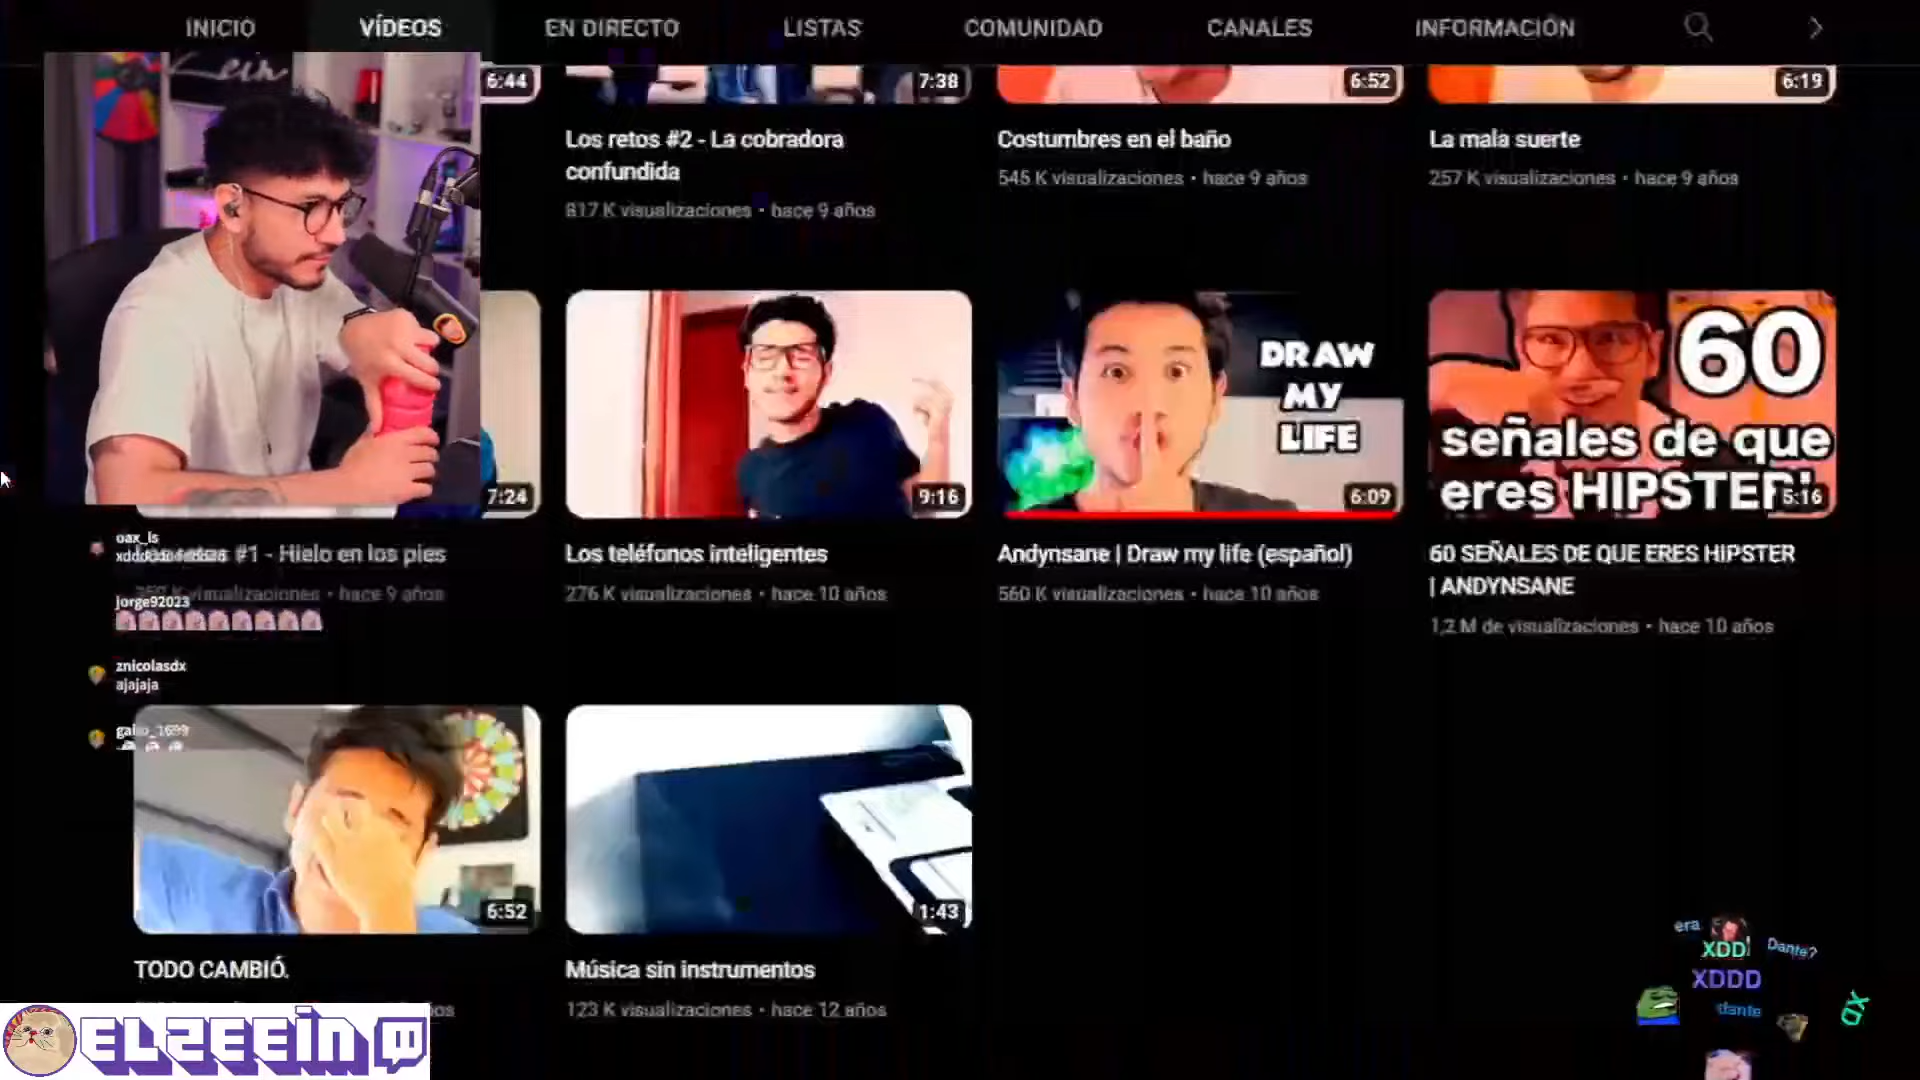 INICIO
VÍDEOS
EN DIRECTO
LISTAS
COMUNIDAD
CANALES
INFORMACIÓN
6:44
7:38
6:52
6:19
Los retos #2 - La cobradora
confundida
817 K visualizaciones • hace 9 años
Costumbres en el baño
545 K visualizaciones • hace 9 años
La mala suerte
257 K visualizaciones • hace 9 años
7:24
9:16
DRAW
MY
LIFE
6:09
60
señales de que
eres HIPSTER
5:16
oax_ls
#1 - Hielo en los pies
visualizaciones • hace 9 años
jorge92023
Los teléfonos inteligentes
276 K visualizaciones • hace 10 años
Andynsane | Draw my life (español)
560 K visualizaciones • hace 10 años
60 SEÑALES DE QUE ERES HIPSTER
| ANDYNSANE
1,2 M de visualizaciones • hace 10 años
znicolasdx
ajajaja
6:52
1:43
TODO CAMBIÓ.
Música sin instrumentos
123 K visualizaciones • hace 12 años
era
XDD
Dante?
XDDD
dante
XD
ELZEEIN